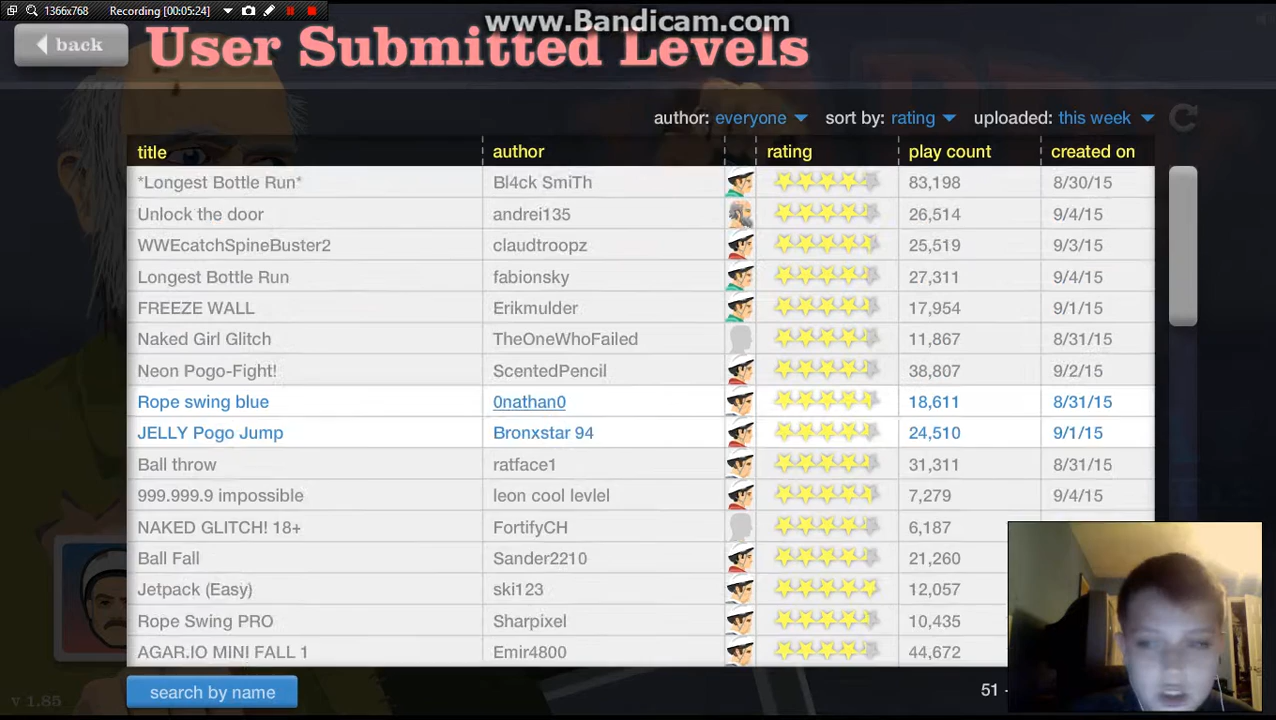 1366x768 Recording [00:05:24]
www.Bandicam.com
back User Submitted Levels
author: everyone sort by: rating uploaded: this week
title author rating play count created on
*Longest Bottle Run* Bl4ck SmiTh 83,198 8/30/15
Unlock the door andrei135 26,514 9/4/15
WWEcatchSpineBuster2 claudtroopz 25,519 9/3/15
Longest Bottle Run fabionsky 27,311 9/4/15
FREEZE WALL Erikmulder 17,954 9/1/15
Naked Girl Glitch TheOneWhoFailed 11,867 8/31/15
Neon Pogo-Fight! ScentedPencil 38,807 9/2/15
Rope swing blue 0nathan0 18,611 8/31/15
JELLY Pogo Jump Bronxstar 94 24,510 9/1/15
Ball throw ratface1 31,311 8/31/15
999.999.9 impossible leon cool levlel 7,279 9/4/15
NAKED GLITCH! 18+ FortifyCH 6,187
Ball Fall Sander2210 21,260
Jetpack (Easy) ski123 12,057
Rope Swing PRO Sharpixel 10,435
AGAR.IO MINI FALL 1 Emir4800 44,672
search by name 51 -
v 1.85